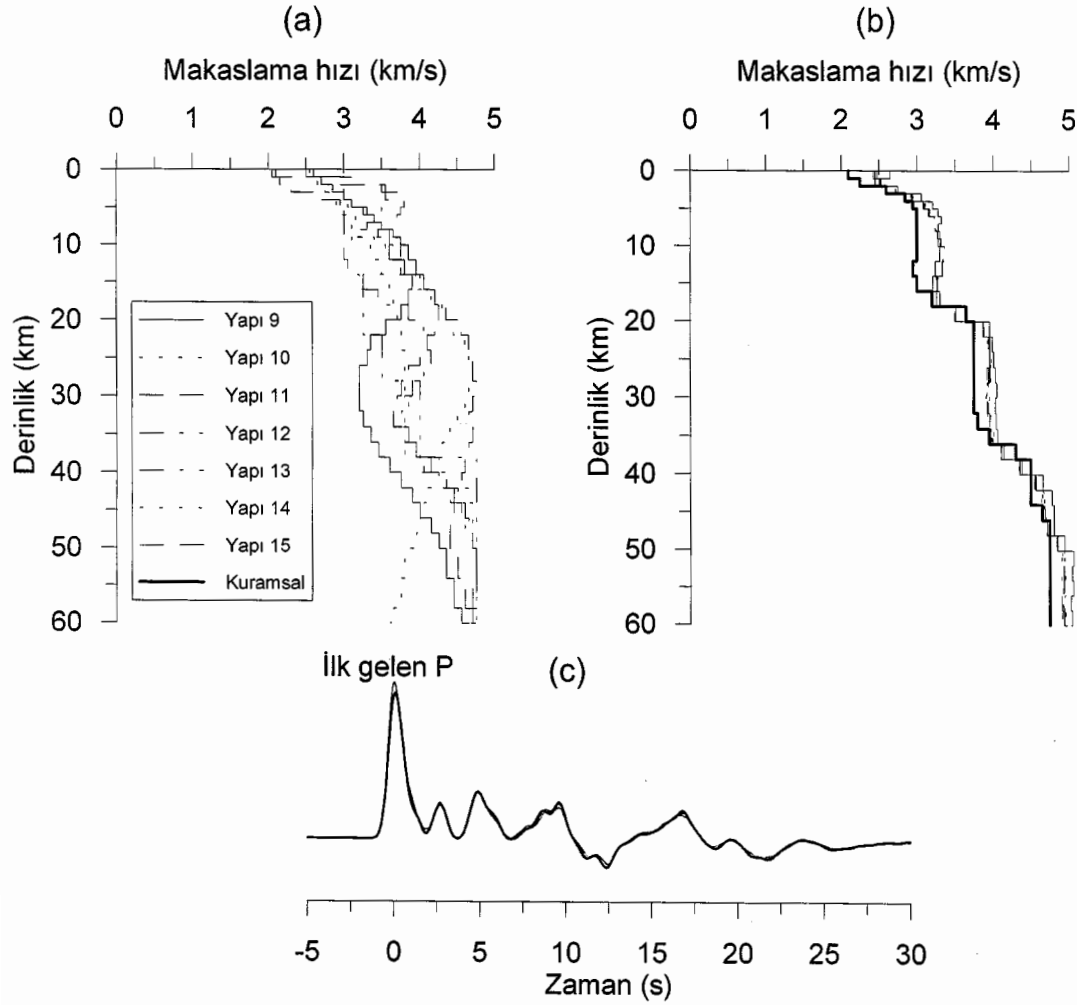 (a)
Makaslama hızı (km/s)
0 1 2 3 4 5
0
10
20
30
40
50
60
Derinlik (km)
Yapı 9
Yapı 10
Yapı 11
Yapı 12
Yapı 13
Yapı 14
Yapı 15
Kuramsal
(b)
Makaslama hızı (km/s)
0 1 2 3 4 5
0
10
20
30
40
50
60
Derinlik (km)
İlk gelen P
(c)
-5 0 5 10 15 20 25 30
Zaman (s)